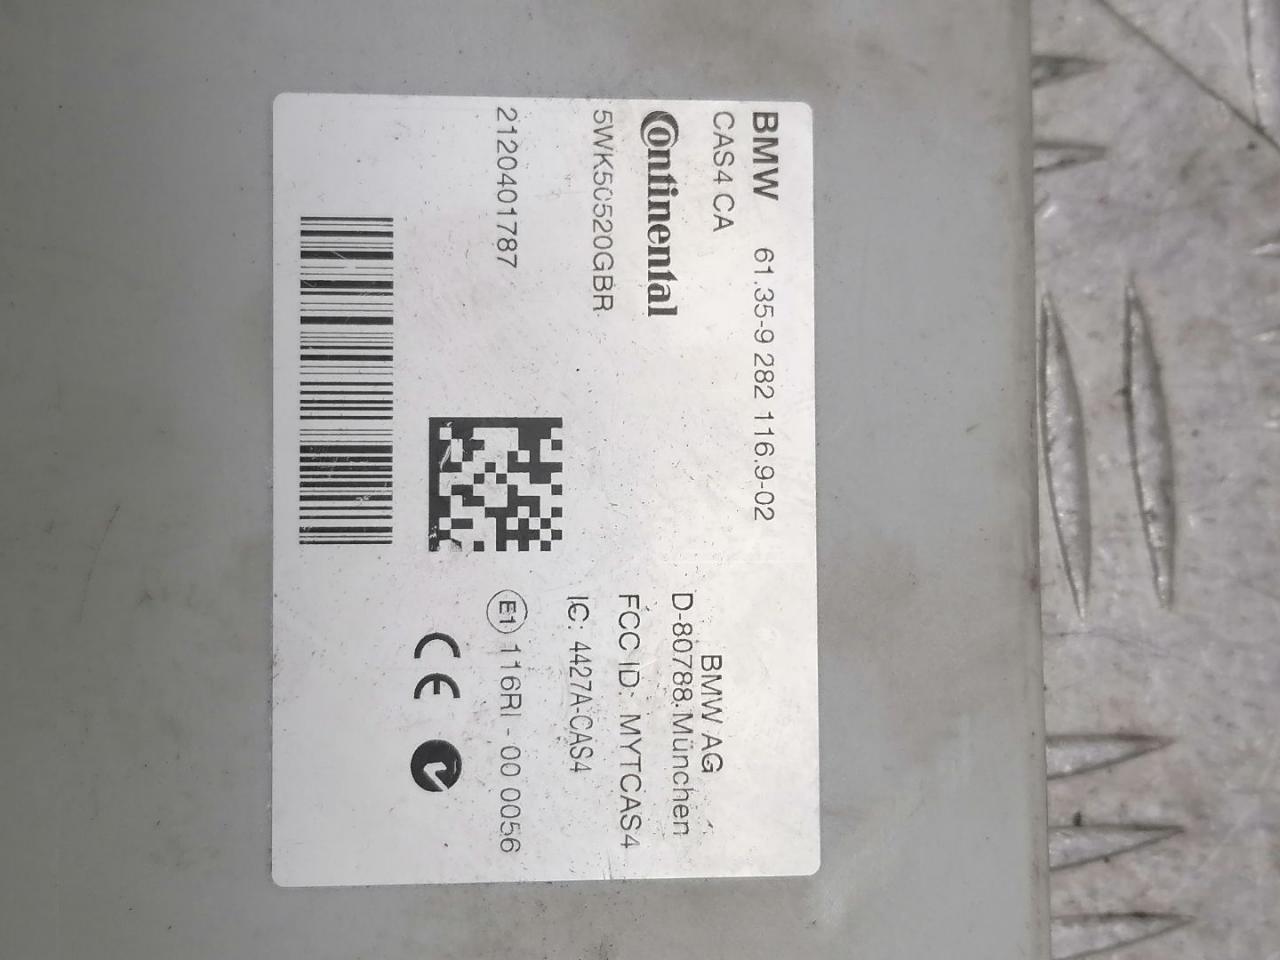 BMW 61.35-9 282 116.9-02
CAS4 CA
Continental
5WK50520GBR
2120401787
BMW AG
D-80788 München
FCC ID: MYTCAS4
IC: 4427A-CAS4
E1 116RI - 00 0056
CE